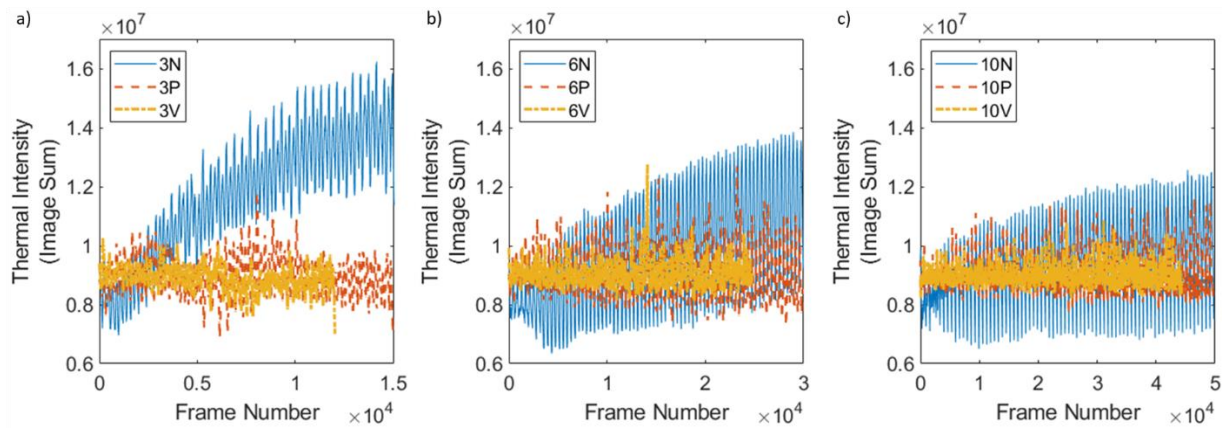 a)
×10⁷
1.6
1.4
1.2
1
0.8
0.6
Thermal Intensity
(Image Sum)
3N
3P
3V
0 0.5 1 1.5
Frame Number ×10⁴
b)
×10⁷
1.6
1.4
1.2
1
0.8
0.6
Thermal Intensity
(Image Sum)
6N
6P
6V
0 1 2 3
Frame Number ×10⁴
c)
×10⁷
1.6
1.4
1.2
1
0.8
0.6
Thermal Intensity
(Image Sum)
10N
10P
10V
0 1 2 3 4 5
Frame Number ×10⁴